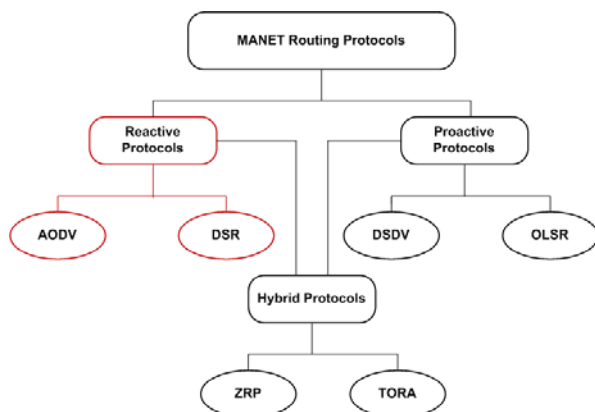 MANET Routing Protocols
Reactive
Protocols
Proactive
Protocols
AODV
DSR
DSDV
OLSR
Hybrid Protocols
ZRP
TORA